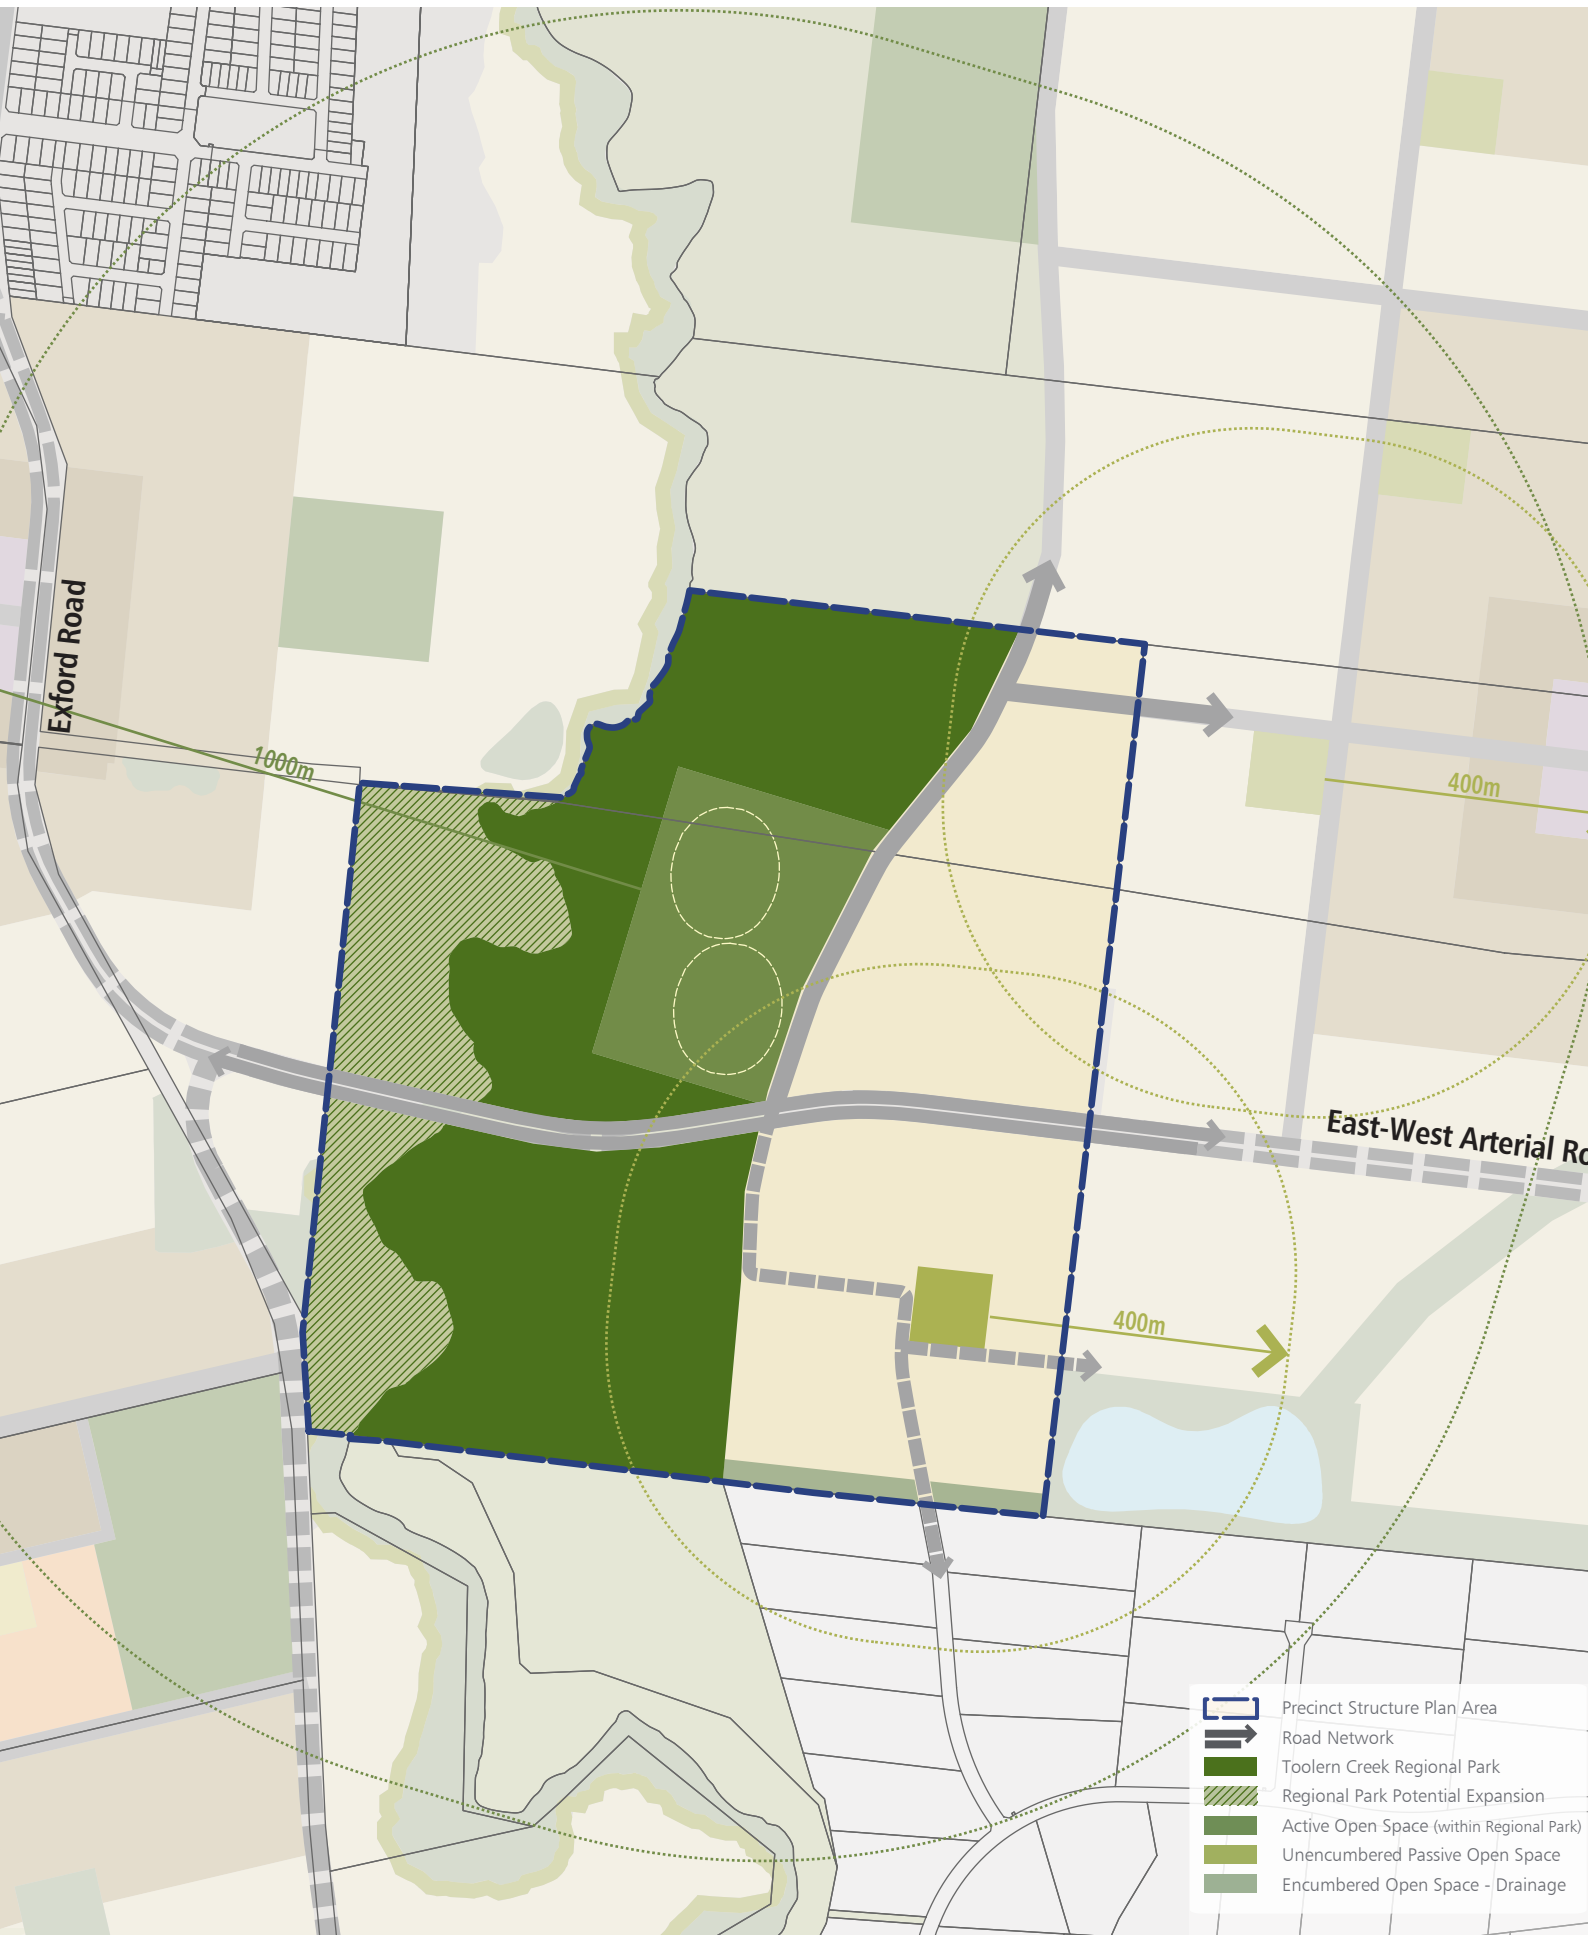 Exford Road
1000m
400m
East-West Arterial Ro
400m
Precinct Structure Plan Area
Road Network
Toolern Creek Regional Park
Regional Park Potential Expansion
Active Open Space (within Regional Park)
Unencumbered Passive Open Space
Encumbered Open Space - Drainage